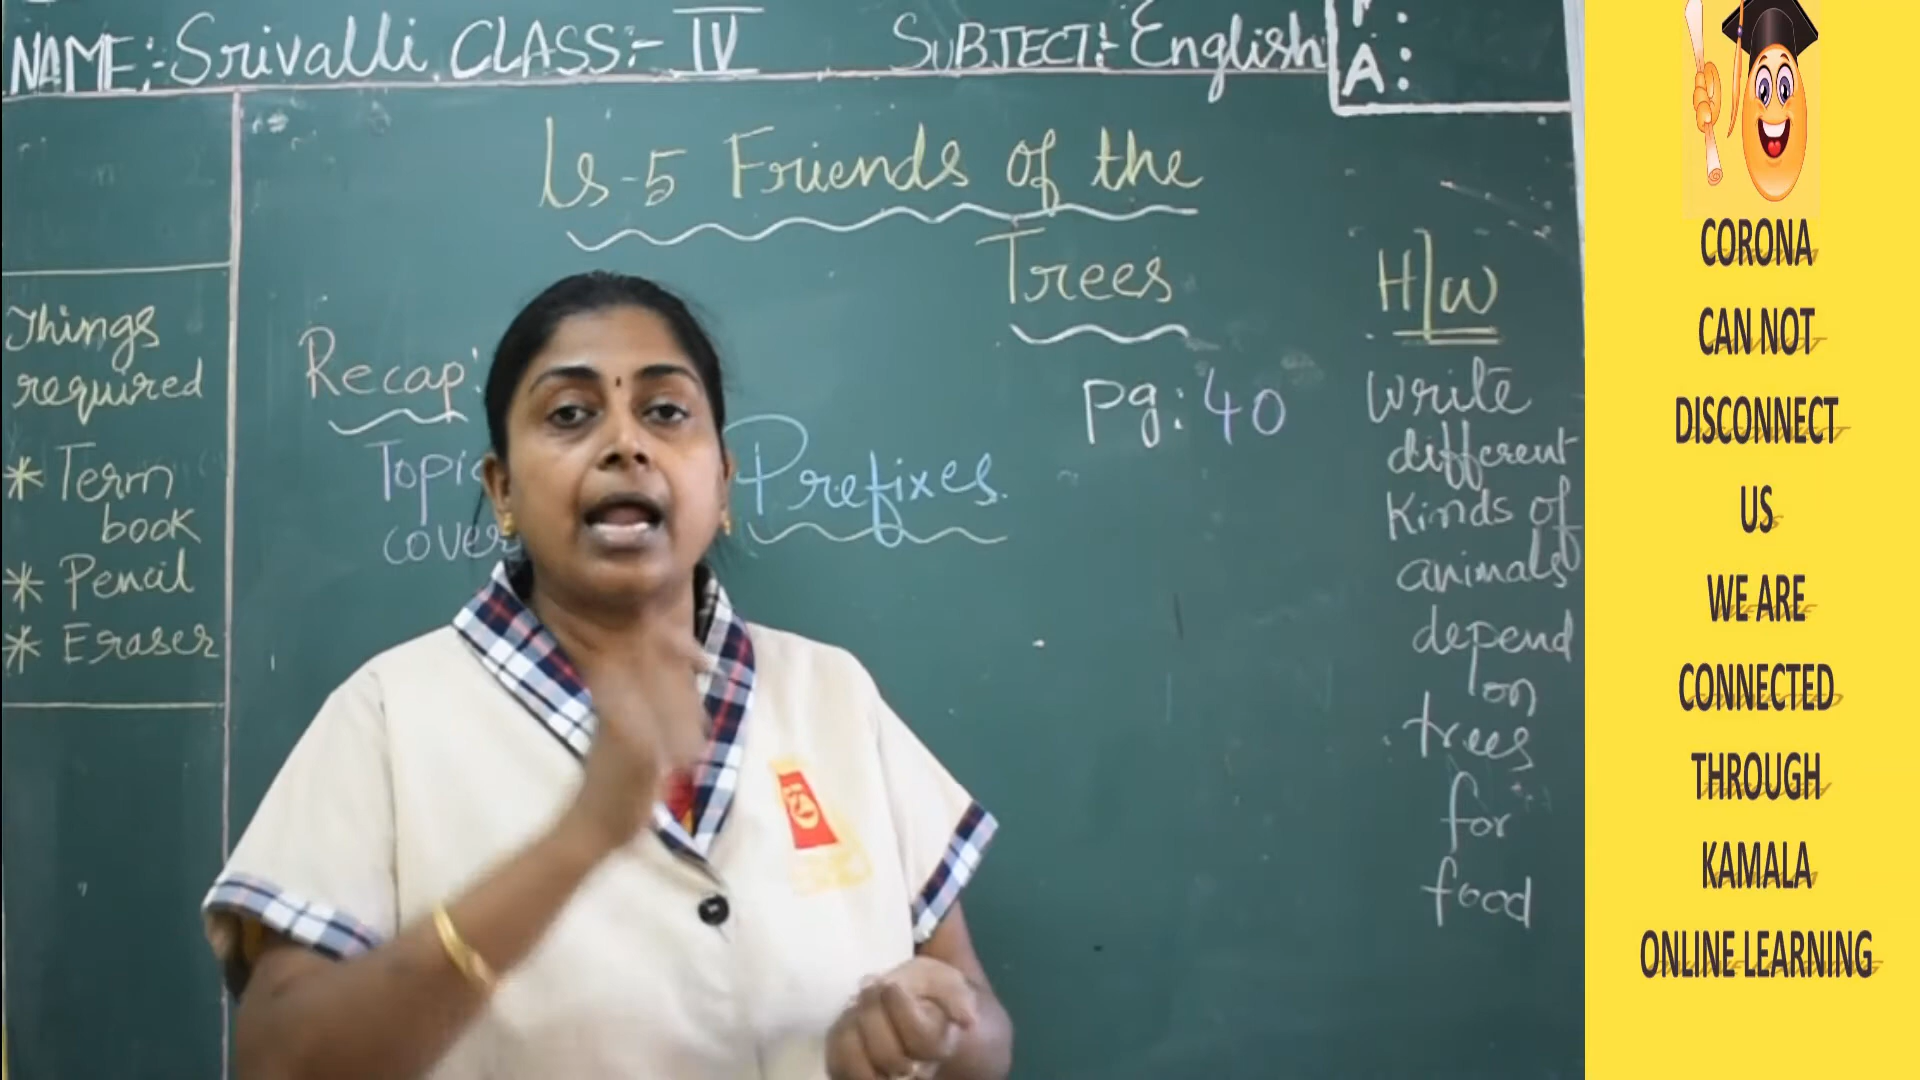 NAME:- Srivalli CLASS:- IV SUBJECT:- English
A:
Ls-5 Friends of the
Trees
Things
required
* Term
book
* Pencil
* Eraser
Recap:
pg: 40
Prefixes.
H/W
write
different
kinds of
animals
depend
on
trees
for
food
CORONA
CAN NOT
DISCONNECT
US
WE ARE
CONNECTED
THROUGH
KAMALA
ONLINE LEARNING